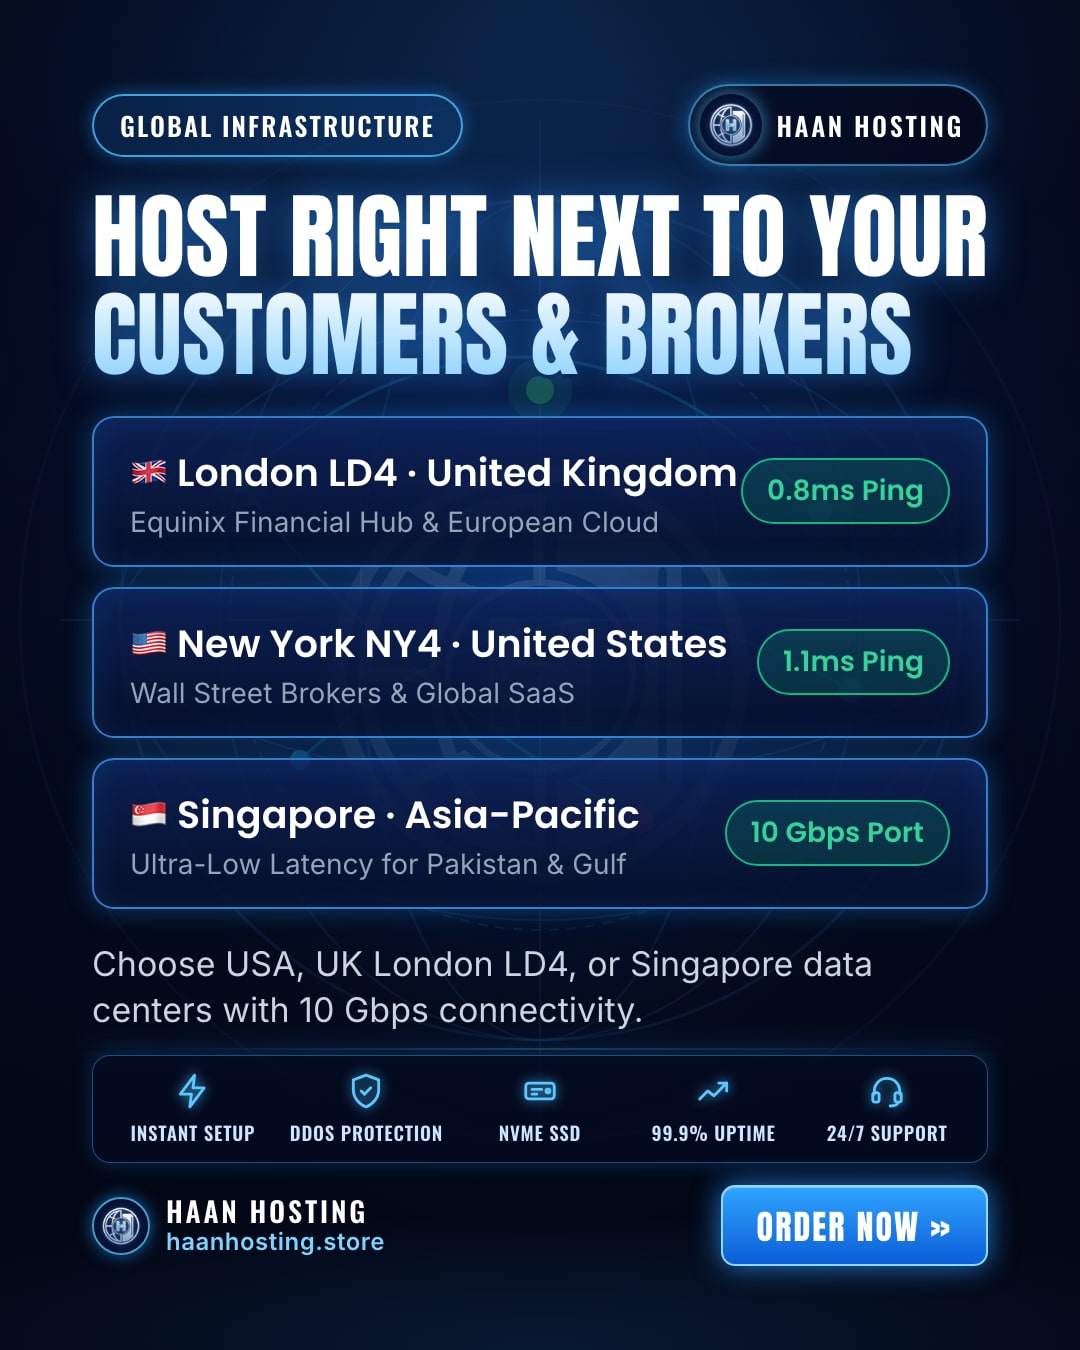 GLOBAL INFRASTRUCTURE
HAAN HOSTING
HOST RIGHT NEXT TO YOUR
CUSTOMERS & BROKERS
London LD4 · United Kingdom
0.8ms Ping
Equinix Financial Hub & European Cloud
New York NY4 · United States
1.1ms Ping
Wall Street Brokers & Global SaaS
Singapore · Asia-Pacific
10 Gbps Port
Ultra-Low Latency for Pakistan & Gulf
Choose USA, UK London LD4, or Singapore data
centers with 10 Gbps connectivity.
INSTANT SETUP
DDOS PROTECTION
NVME SSD
99.9% UPTIME
24/7 SUPPORT
HAAN HOSTING
haanhosting.store
ORDER NOW »